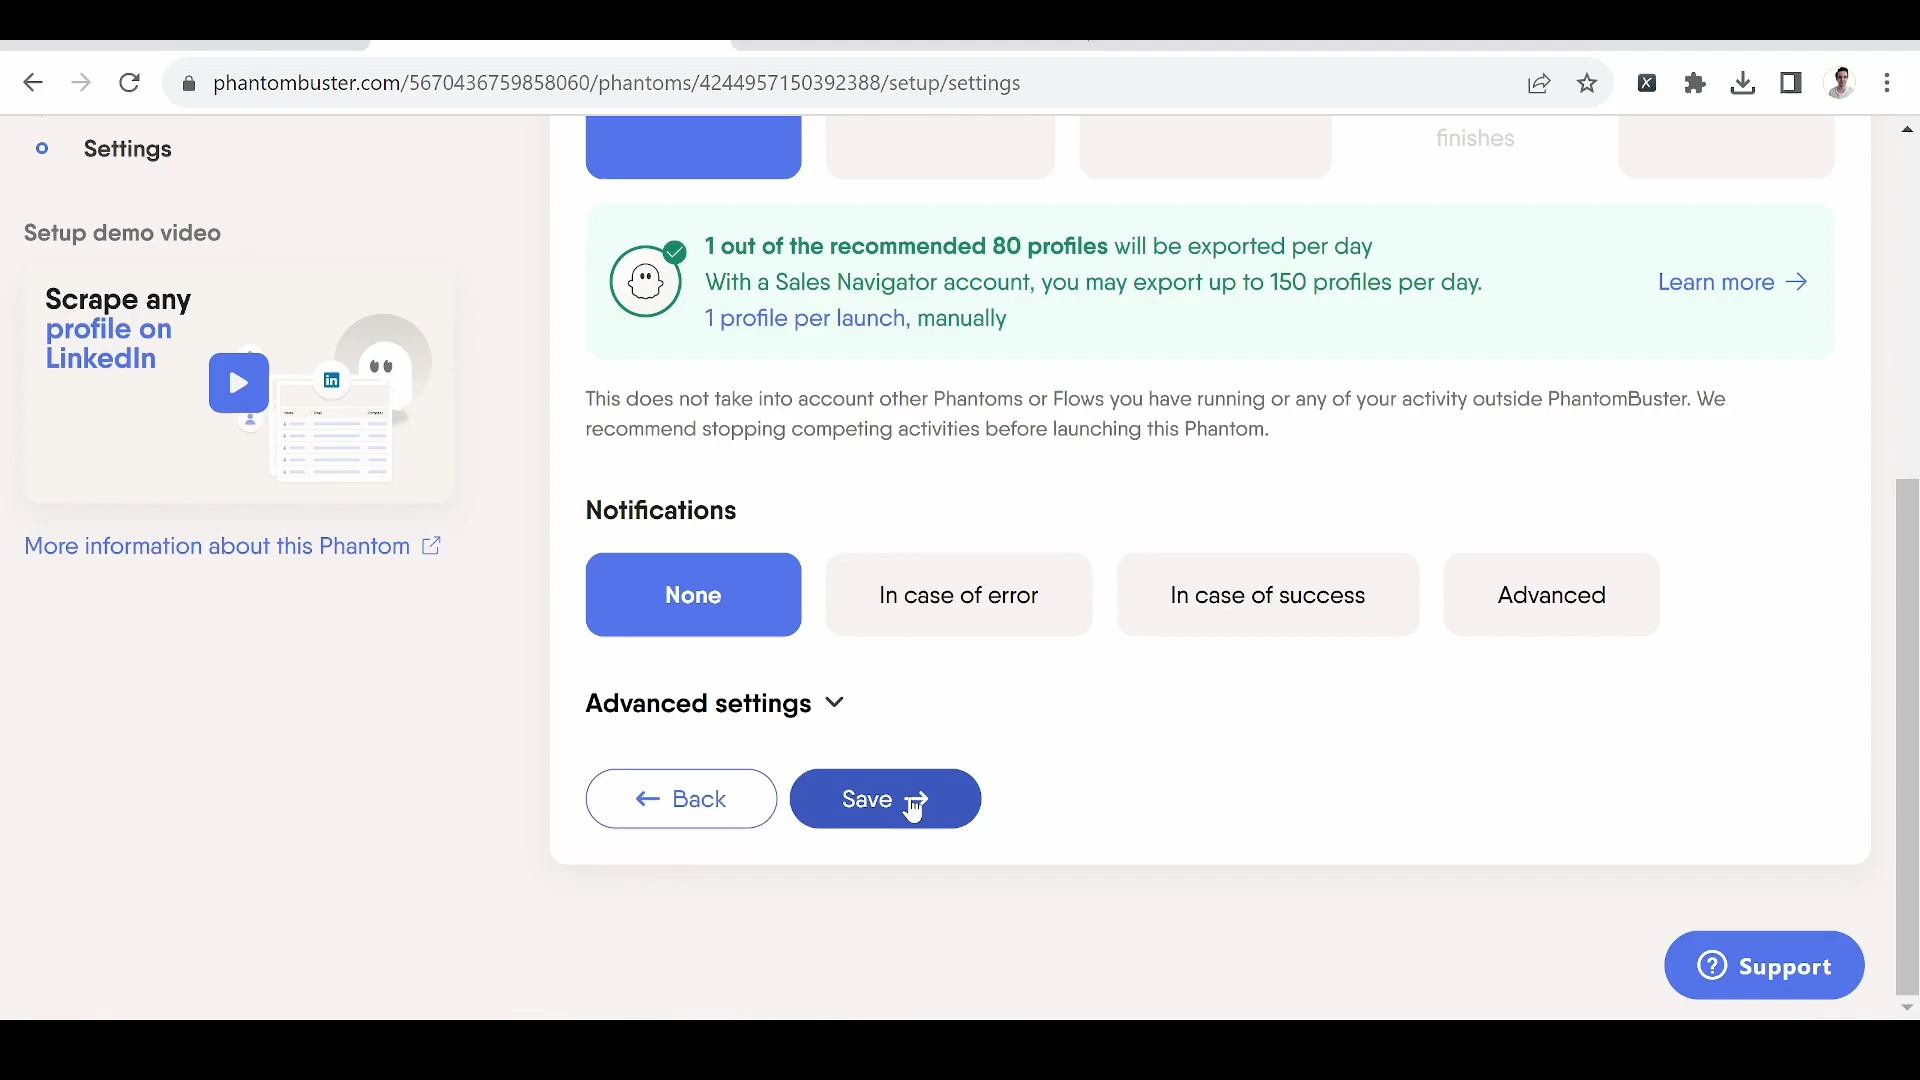 phantombuster.com/5670436759858060/phantoms/4244957150392388/setup/settings
Settings
Setup demo video
Scrape any
profile on
LinkedIn
in
More information about this Phantom
finishes
1 out of the recommended 80 profiles will be exported per day
With a Sales Navigator account, you may export up to 150 profiles per day.
1 profile per launch, manually
Learn more →
This does not take into account other Phantoms or Flows you have running or any of your activity outside PhantomBuster. We
recommend stopping competing activities before launching this Phantom.
Notifications
None
In case of error
In case of success
Advanced
Advanced settings
← Back
Save →
? Support